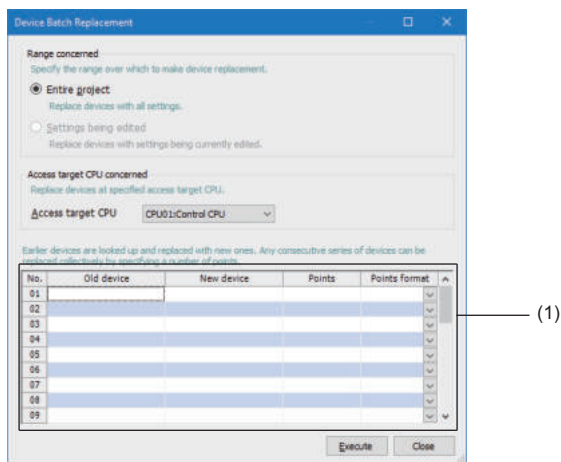 Device Batch Replacement
Range concerned
Specify the range over which to make device replacement.
Entire project
Replace devices with all settings.
Settings being edited
Replace devices with settings being currently edited.
Access target CPU concerned
Replace devices at specified access target CPU.
Access target CPU CPU01:Control CPU
Earlier devices are looked up and replaced with new ones. Any consecutive series of devices can be
replaced collectively by specifying a number of points.
No. Old device New device Points Points format
01
02
03
04
05
06
07
08
09
(1)
Execute Close